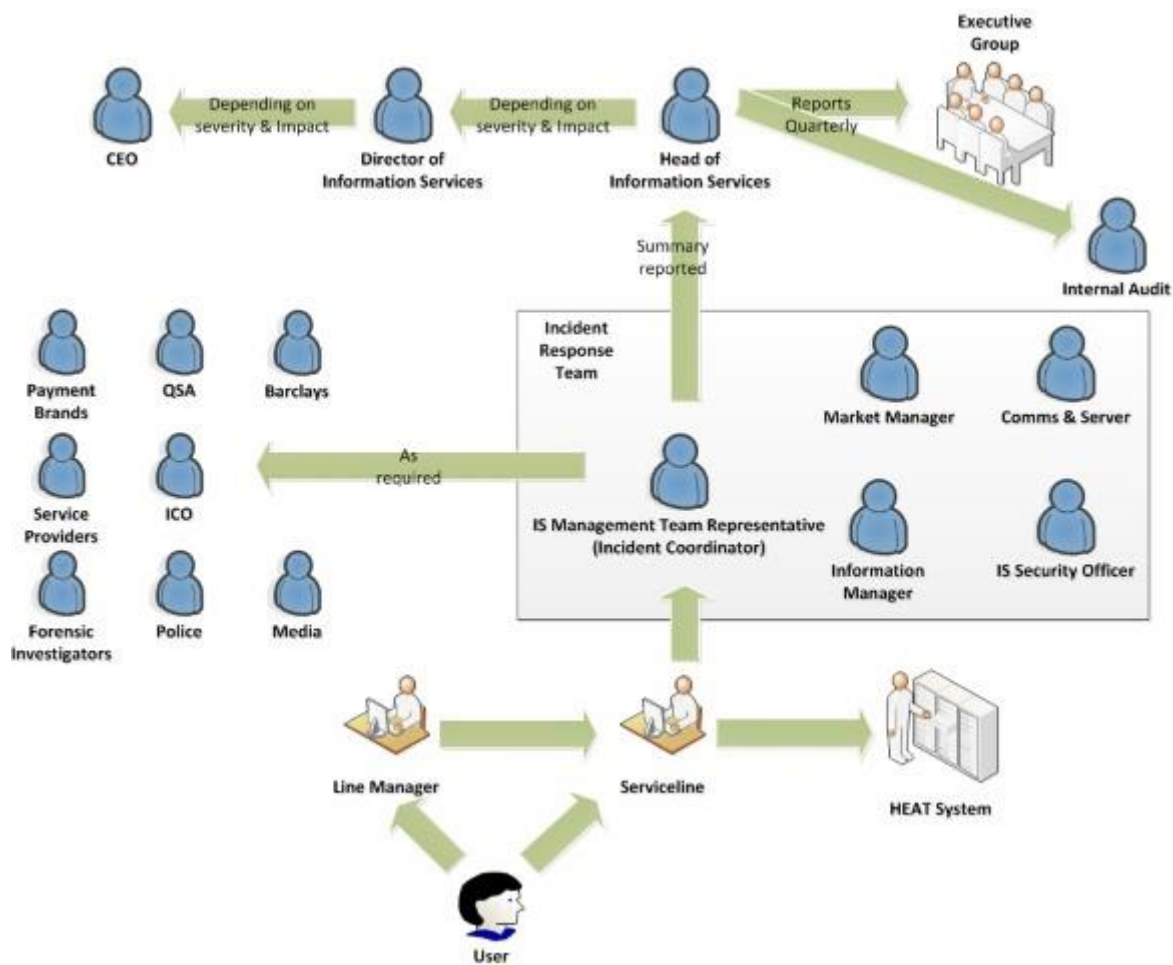 Executive
Group
Depending on
severity & Impact
Depending on
severity & Impact
Reports
Quarterly
CEO
Director of
Information Services
Head of
Information Services
Summary
reported
Internal Audit
Incident
Response
Team
Payment
Brands
QSA
Barclays
Market Manager
Comms & Server
As
required
Service
Providers
ICO
IS Management Team Representative
(Incident Coordinator)
Information
Manager
IS Security Officer
Forensic
Investigators
Police
Media
Line Manager
Serviceline
HEAT System
User